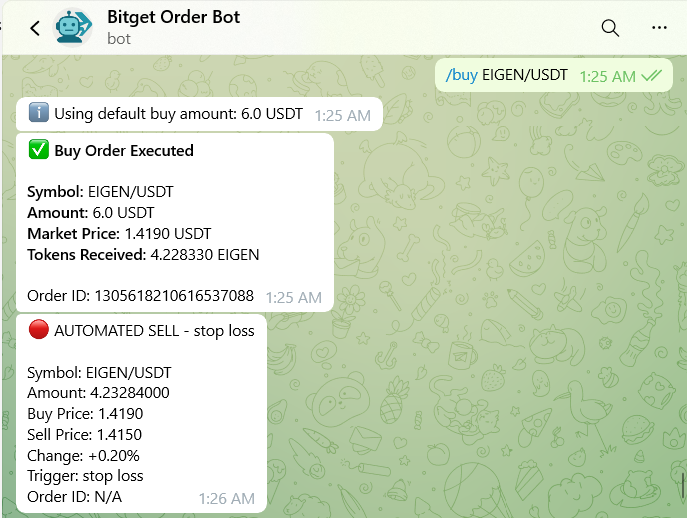 Bitget Order Bot
bot
/buy EIGEN/USDT 1:25 AM
Using default buy amount: 6.0 USDT 1:25 AM
Buy Order Executed
Symbol: EIGEN/USDT
Amount: 6.0 USDT
Market Price: 1.4190 USDT
Tokens Received: 4.228330 EIGEN
Order ID: 1305618210616537088 1:25 AM
AUTOMATED SELL - stop loss
Symbol: EIGEN/USDT
Amount: 4.23284000
Buy Price: 1.4190
Sell Price: 1.4150
Change: +0.20%
Trigger: stop loss
Order ID: N/A 1:26 AM